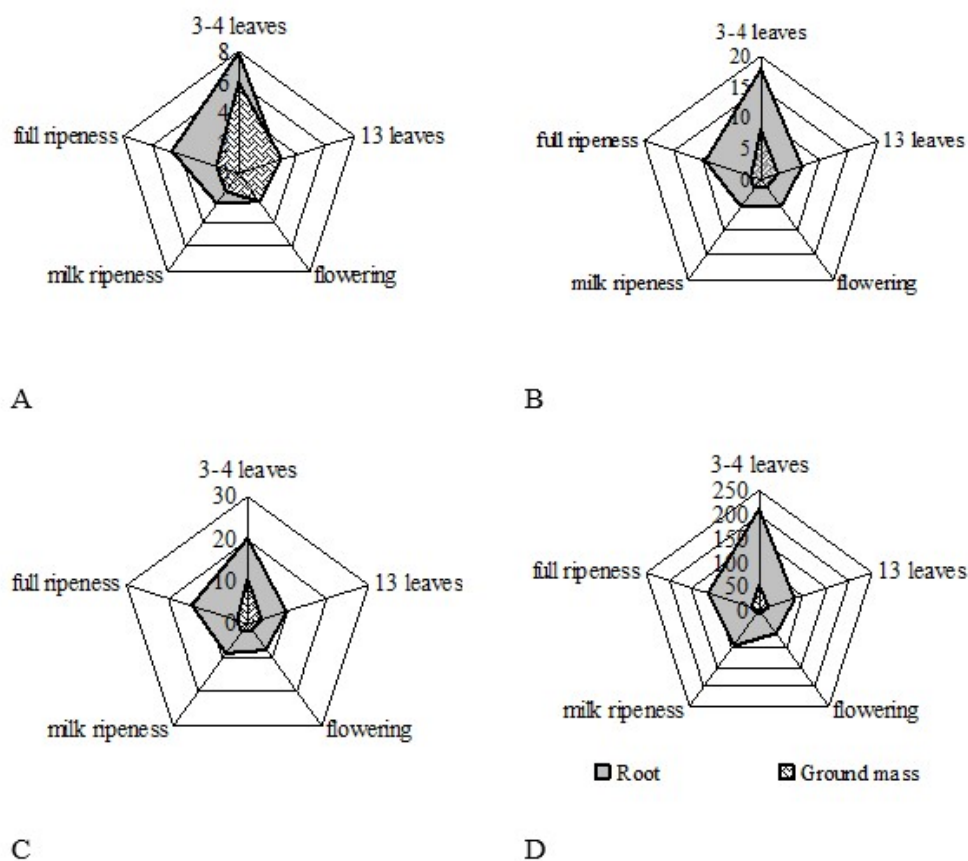 3-4 leaves
8
6
4
full ripeness
13 leaves
milk ripeness
flowering
A
3-4 leaves
20
15
10
5
0
full ripeness
13 leaves
milk ripeness
flowering
B
3-4 leaves
30
20
10
0
full ripeness
13 leaves
milk ripeness
flowering
C
3-4 leaves
250
200
150
100
50
0
full ripeness
13 leaves
milk ripeness
flowering
Root
Ground mass
D